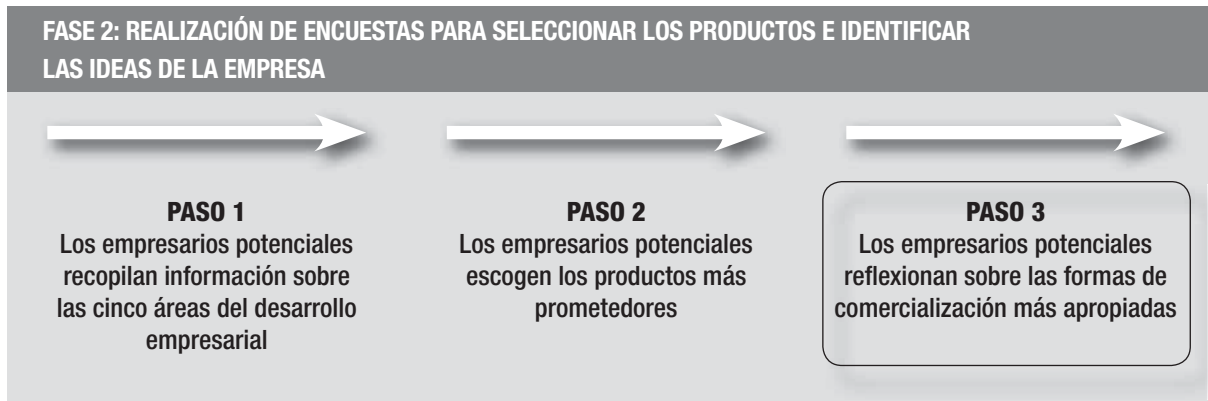 FASE 2: REALIZACIÓN DE ENCUESTAS PARA SELECCIONAR LOS PRODUCTOS E IDENTIFICAR
LAS IDEAS DE LA EMPRESA
PASO 1
Los empresarios potenciales
recopilan información sobre
las cinco áreas del desarrollo
empresarial
PASO 2
Los empresarios potenciales
escogen los productos más
prometedores
PASO 3
Los empresarios potenciales
reflexionan sobre las formas de
comercialización más apropiadas